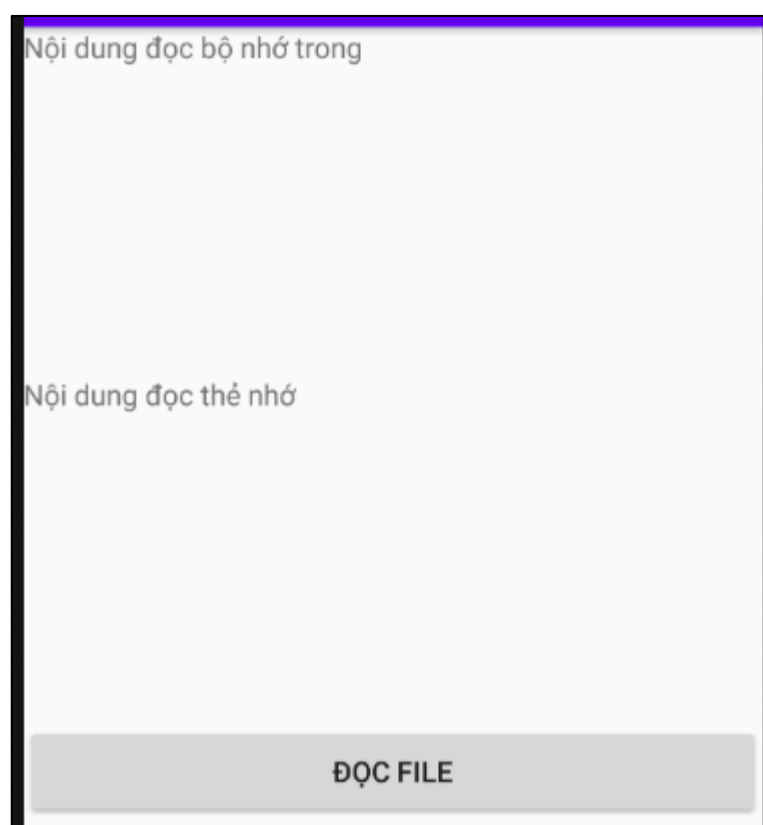 Nội dung đọc bộ nhớ trong
Nội dung đọc thẻ nhớ
ĐỌC FILE